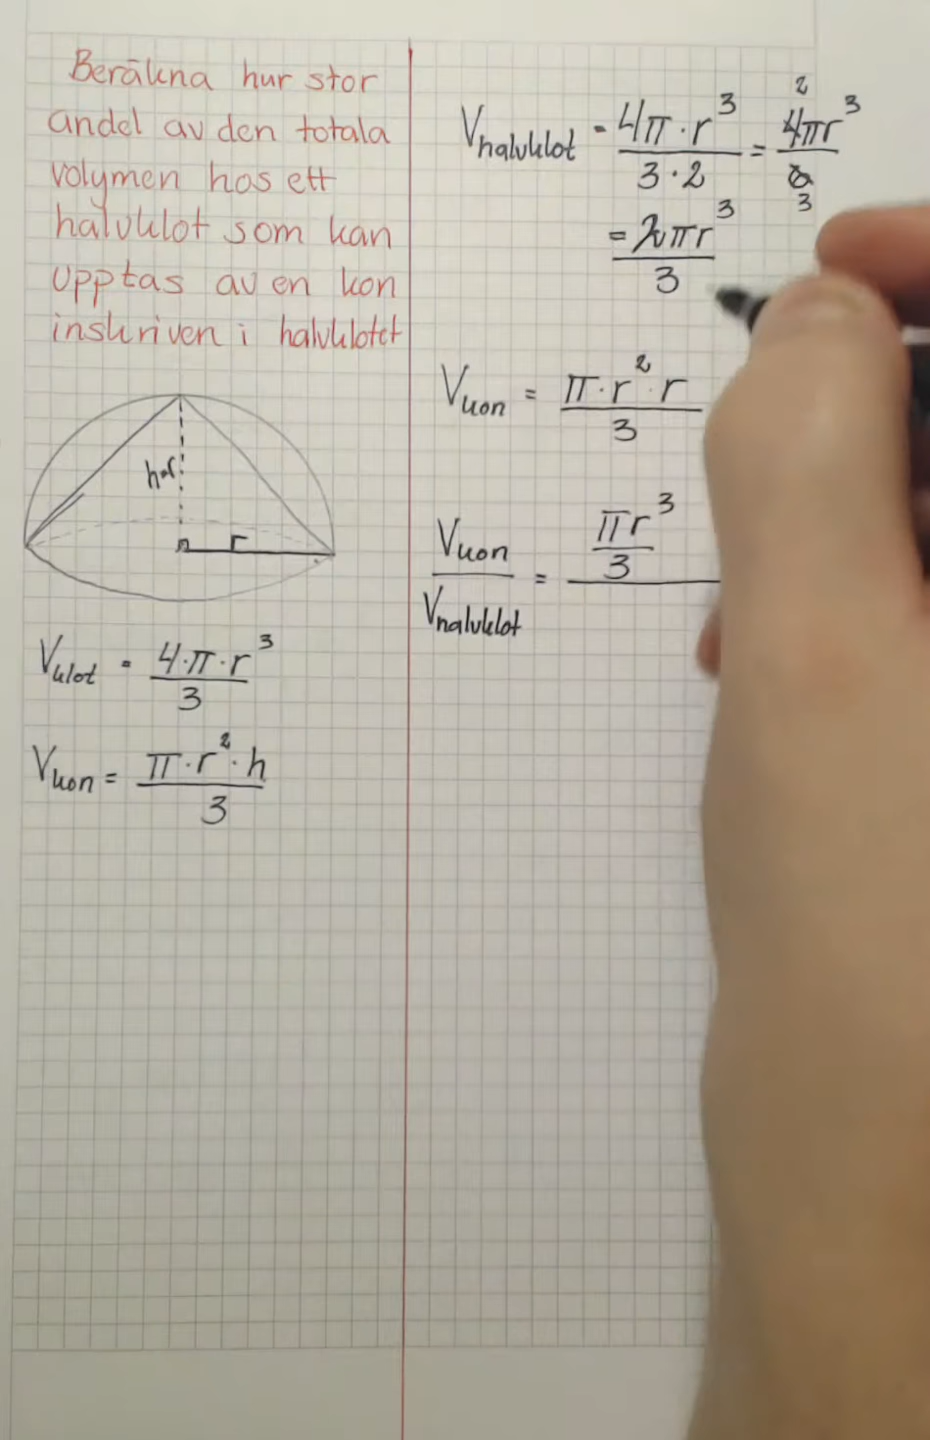 Beräkna hur stor
andel av den totala
volymen hos ett
halvklot som kan
upptas av en kon
inskriven i halvklotet
h=r
r
V_klot = (4·π·r³)/3
V_kon = (π·r²·h)/3
V_halvklot = (4π·r³)/(3·2) = (4πr³)/6
2
3
= (2πr³)/3
V_kon = (π·r²·r)/3
V_kon/V_halvklot = (πr³/3)/